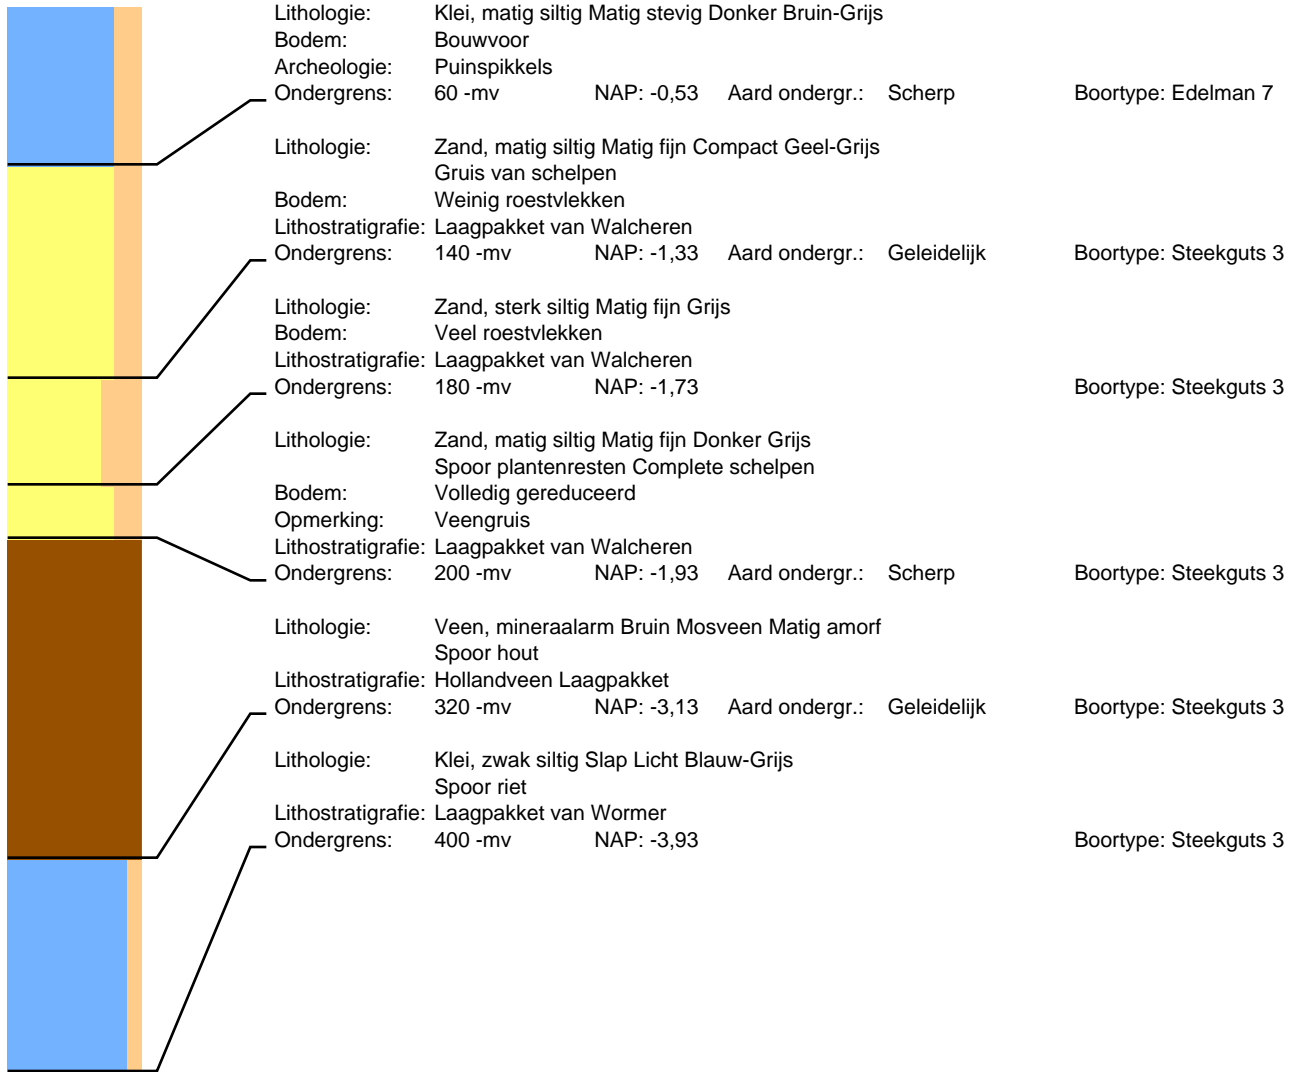 Lithologie: Klei, matig siltig Matig stevig Donker Bruin-Grijs
Bodem: Bouwvoor
Archeologie: Puinspikkels
Ondergrens: 60 -mv NAP: -0,53 Aard ondergr.: Scherp Boortype: Edelman 7
Lithologie: Zand, matig siltig Matig fijn Compact Geel-Grijs
Gruis van schelpen
Bodem: Weinig roestvlekken
Lithostratigrafie: Laagpakket van Walcheren
Ondergrens: 140 -mv NAP: -1,33 Aard ondergr.: Geleidelijk Boortype: Steekguts 3
Lithologie: Zand, sterk siltig Matig fijn Grijs
Bodem: Veel roestvlekken
Lithostratigrafie: Laagpakket van Walcheren
Ondergrens: 180 -mv NAP: -1,73 Boortype: Steekguts 3
Lithologie: Zand, matig siltig Matig fijn Donker Grijs
Spoor plantenresten Complete schelpen
Bodem: Volledig gereduceerd
Opmerking: Veengruis
Lithostratigrafie: Laagpakket van Walcheren
Ondergrens: 200 -mv NAP: -1,93 Aard ondergr.: Scherp Boortype: Steekguts 3
Lithologie: Veen, mineraalarm Bruin Mosveen Matig amorf
Spoor hout
Lithostratigrafie: Hollandveen Laagpakket
Ondergrens: 320 -mv NAP: -3,13 Aard ondergr.: Geleidelijk Boortype: Steekguts 3
Lithologie: Klei, zwak siltig Slap Licht Blauw-Grijs
Spoor riet
Lithostratigrafie: Laagpakket van Wormer
Ondergrens: 400 -mv NAP: -3,93 Boortype: Steekguts 3